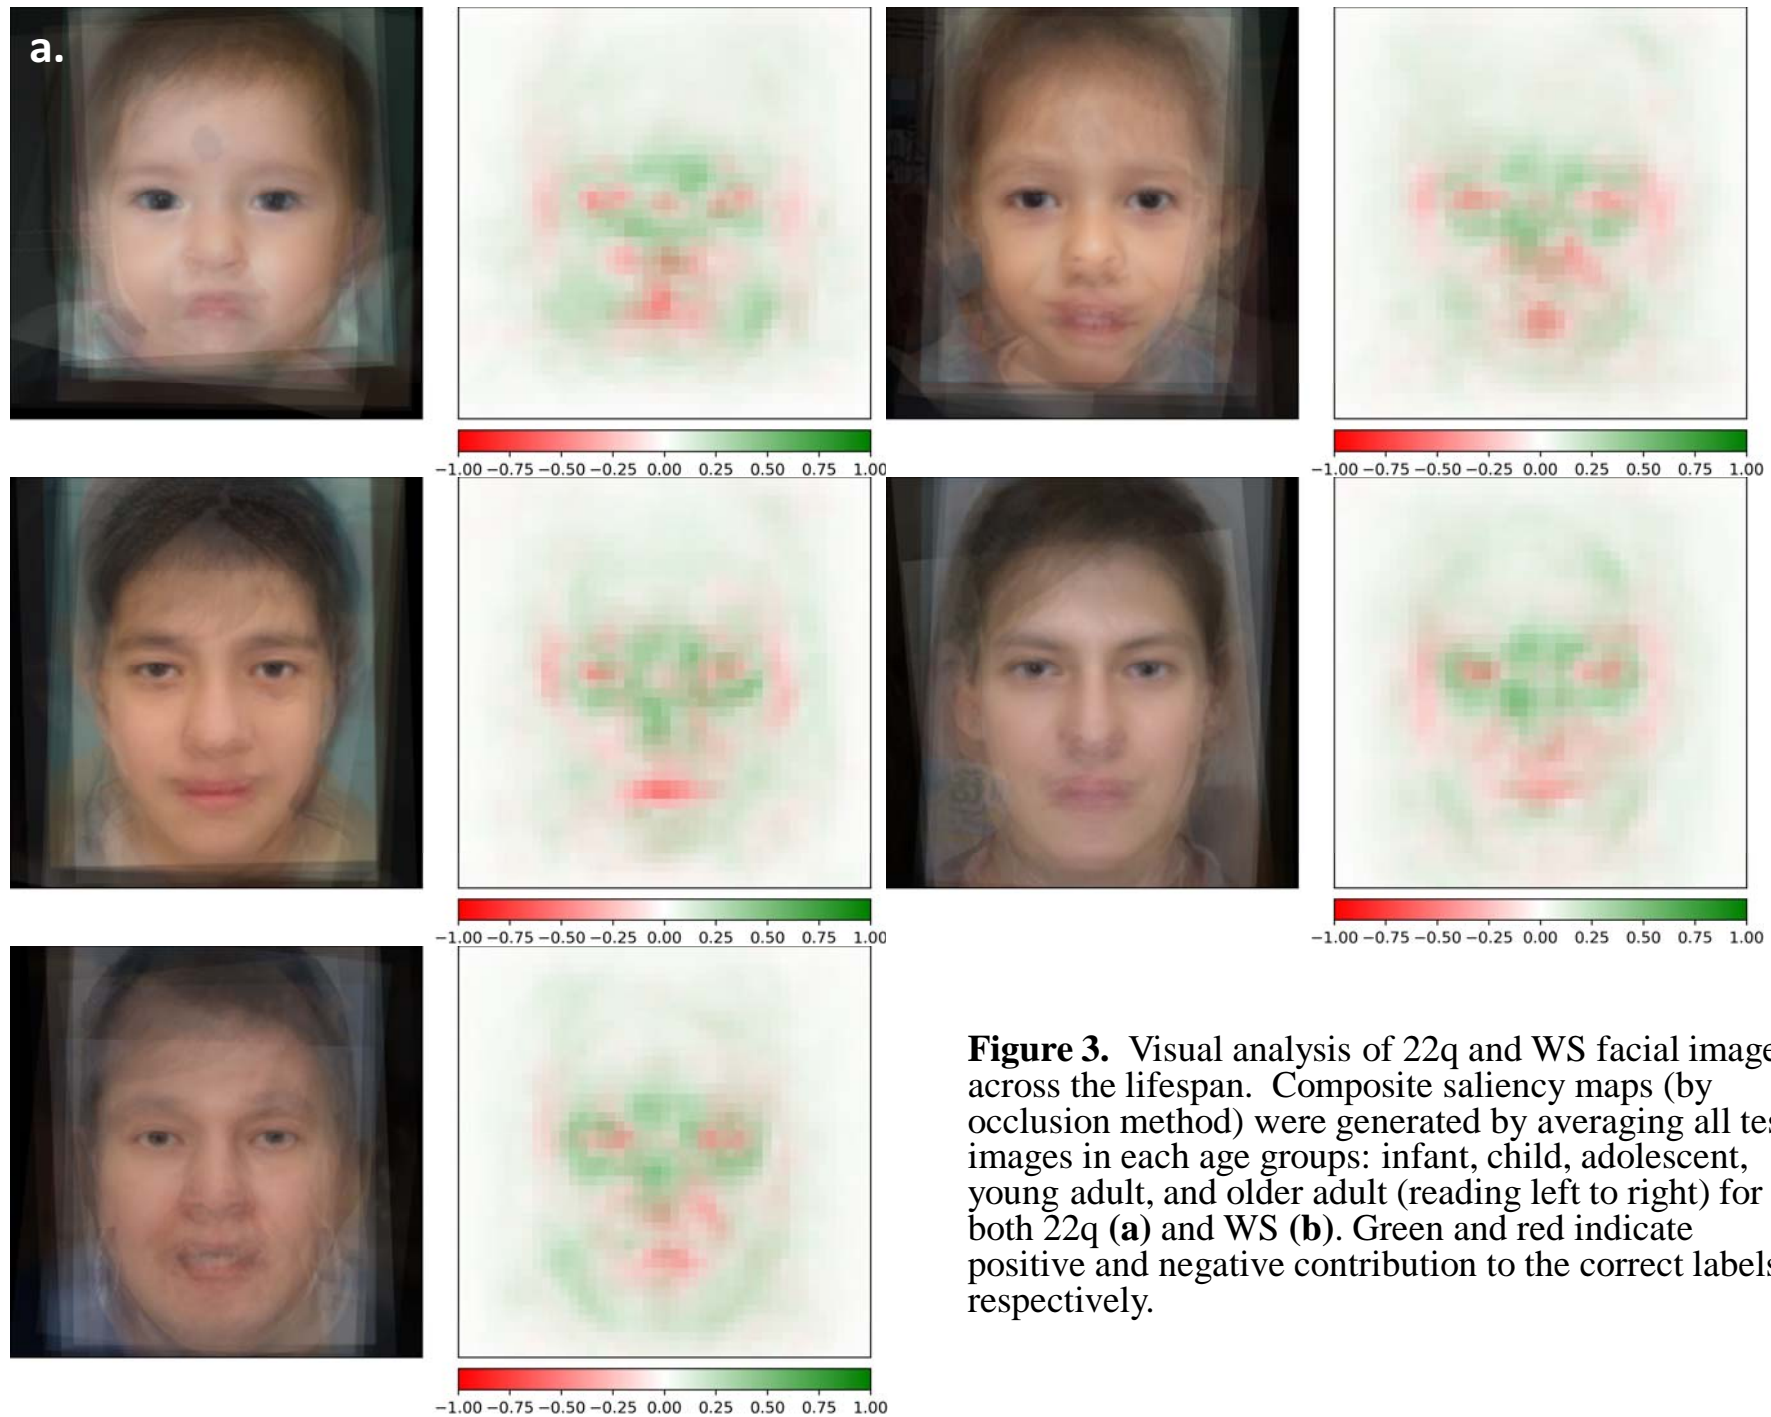 a.
−1.00 −0.75 −0.50 −0.25 0.00 0.25 0.50 0.75 1.00
−1.00 −0.75 −0.50 −0.25 0.00 0.25 0.50 0.75 1.00
−1.00 −0.75 −0.50 −0.25 0.00 0.25 0.50 0.75 1.00
−1.00 −0.75 −0.50 −0.25 0.00 0.25 0.50 0.75 1.00
Figure 3. Visual analysis of 22q and WS facial image
across the lifespan. Composite saliency maps (by
occlusion method) were generated by averaging all tes
images in each age groups: infant, child, adolescent,
young adult, and older adult (reading left to right) for
both 22q (a) and WS (b). Green and red indicate
positive and negative contribution to the correct labels
respectively.
−1.00 −0.75 −0.50 −0.25 0.00 0.25 0.50 0.75 1.00